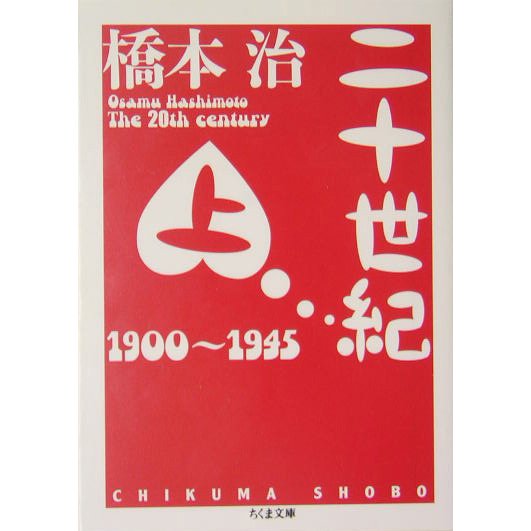 二十世紀
橋本 治
Osamu Hashimoto
The 20th century
上
1900～1945
CHIKUMA SHOBO
ちくま文庫